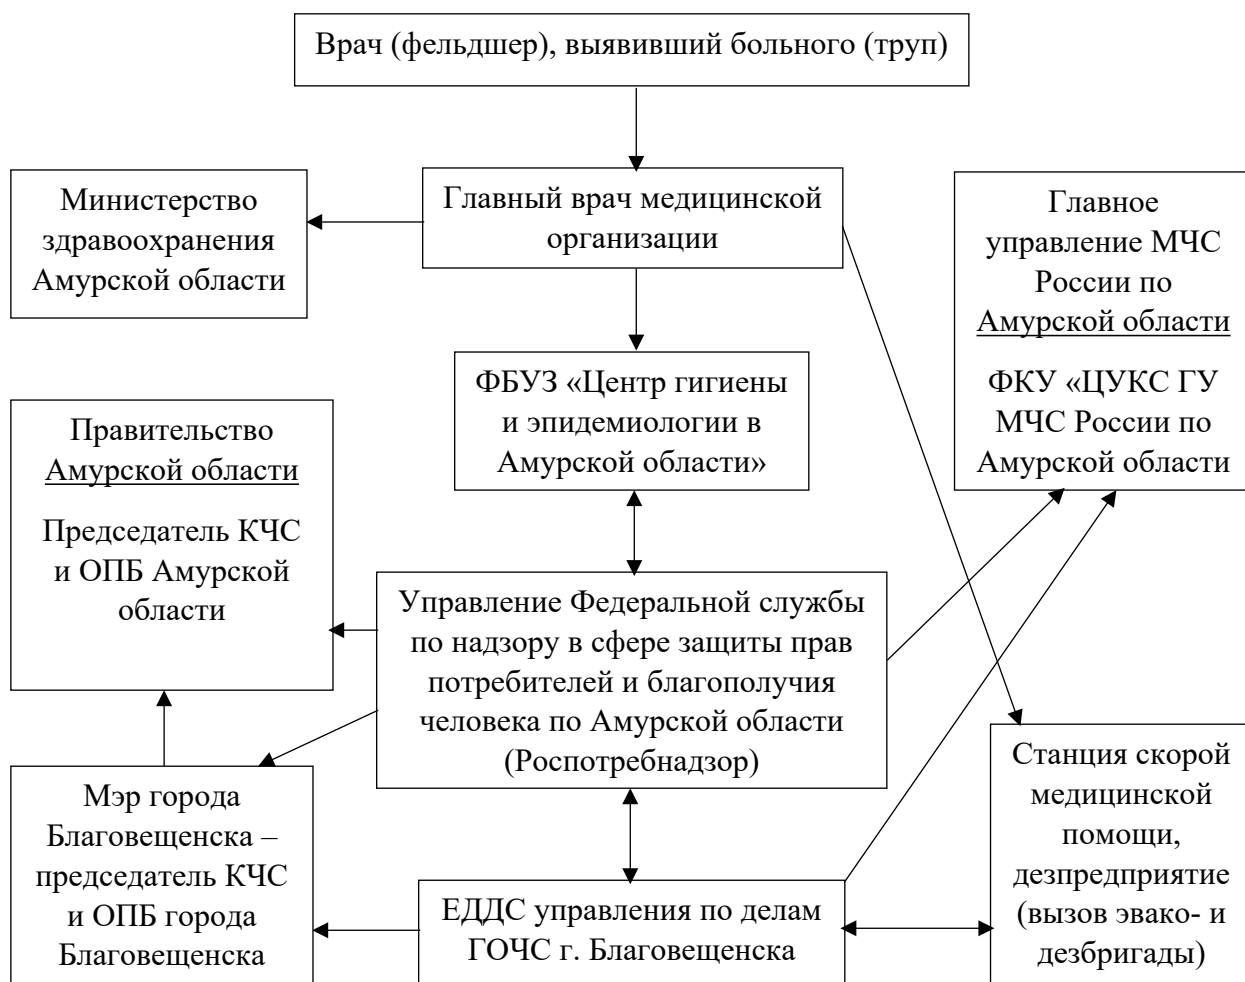 Врач (фельдшер), выявивший больного (труп)
Министерство
здравоохранения
Амурской области
Главный врач медицинской
организации
Главное
управление МЧС
России по
Амурской области
ФКУ «ЦУКС ГУ
МЧС России по
Амурской области
ФБУЗ «Центр гигиены
и эпидемиологии в
Амурской области»
Правительство
Амурской области
Председатель КЧС
и ОПБ Амурской
области
Управление Федеральной службы
по надзору в сфере защиты прав
потребителей и благополучия
человека по Амурской области
(Роспотребнадзор)
Мэр города
Благовещенска –
председатель КЧС
и ОПБ города
Благовещенска
ЕДДС управления по делам
ГОЧС г. Благовещенска
Станция скорой
медицинской
помощи,
дезпредприятие
(вызов эвако- и
дезбригады)